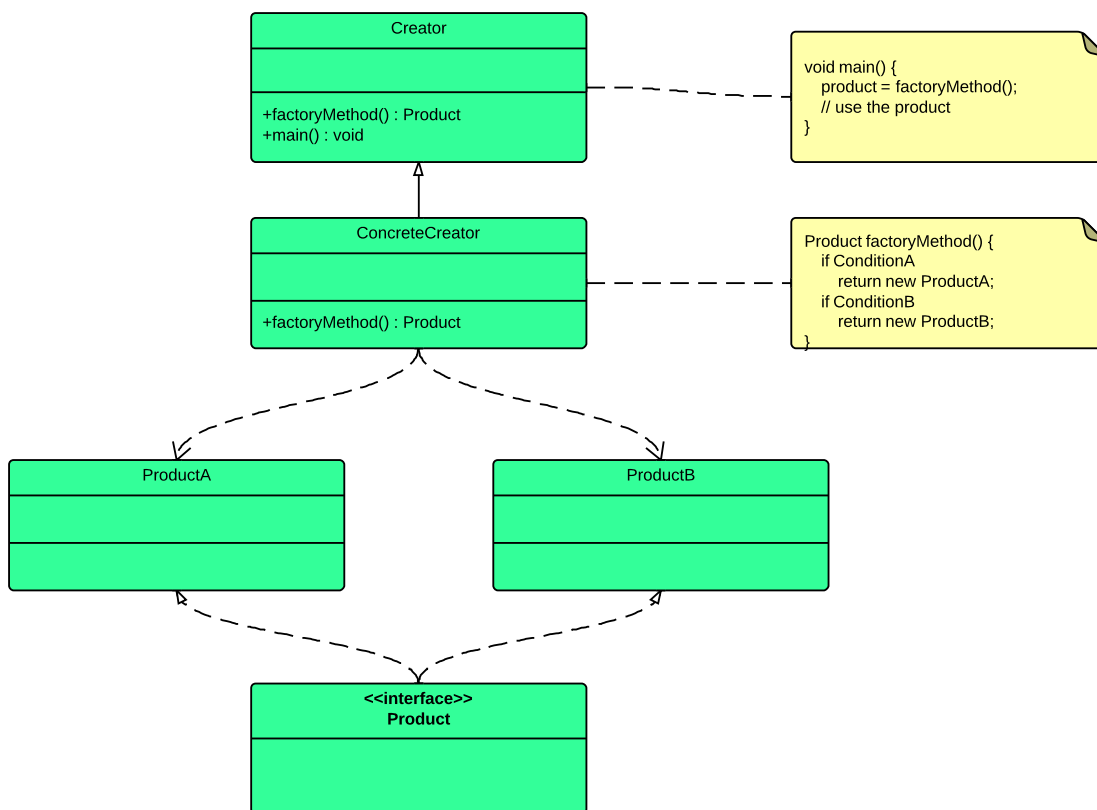 Creator
+factoryMethod() : Product
+main() : void
void main() {
product = factoryMethod();
// use the product
}
ConcreteCreator
+factoryMethod() : Product
Product factoryMethod() {
if ConditionA
return new ProductA;
if ConditionB
return new ProductB;
}
ProductA
ProductB
<<interface>>
Product